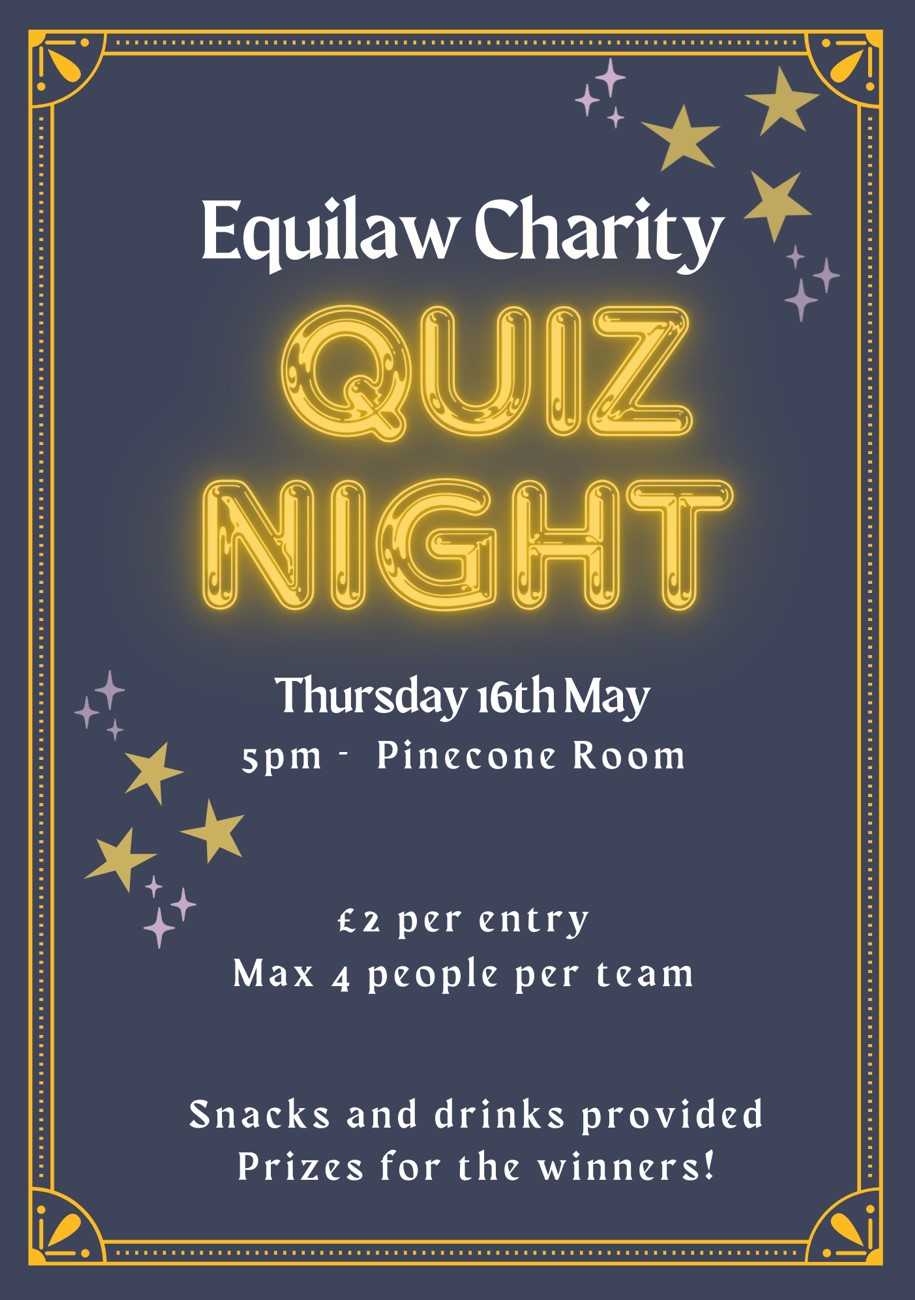 Equilaw Charity
QUIZ
NIGHT
Thursday 16th May
5pm - Pinecone Room
£2 per entry
Max 4 people per team
Snacks and drinks provided
Prizes for the winners!